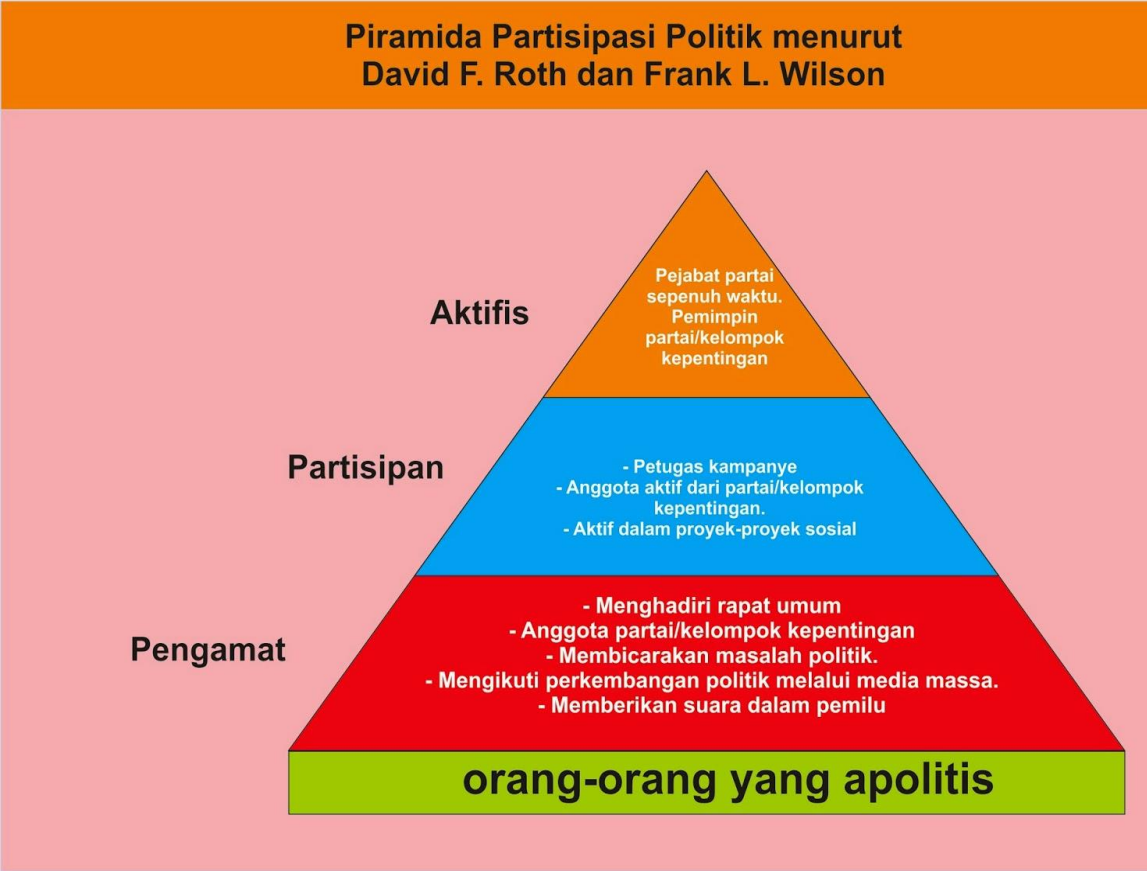 Piramida Partisipasi Politik menurut
David F. Roth dan Frank L. Wilson
Aktifis
Pejabat partai
sepenuh waktu.
Pemimpin
partai/kelompok
kepentingan
Partisipan
- Petugas kampanye
- Anggota aktif dari partai/kelompok
kepentingan.
- Aktif dalam proyek-proyek sosial
Pengamat
- Menghadiri rapat umum
- Anggota partai/kelompok kepentingan
- Membicarakan masalah politik.
- Mengikuti perkembangan politik melalui media massa.
- Memberikan suara dalam pemilu
orang-orang yang apolitis